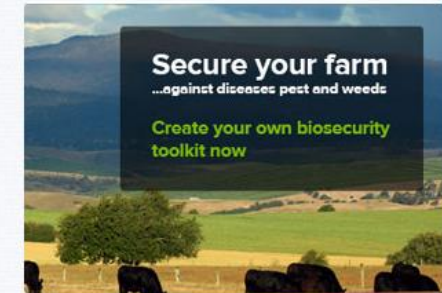 Secure your farm
...against diseases pest and weeds
Create your own biosecurity
toolkit now